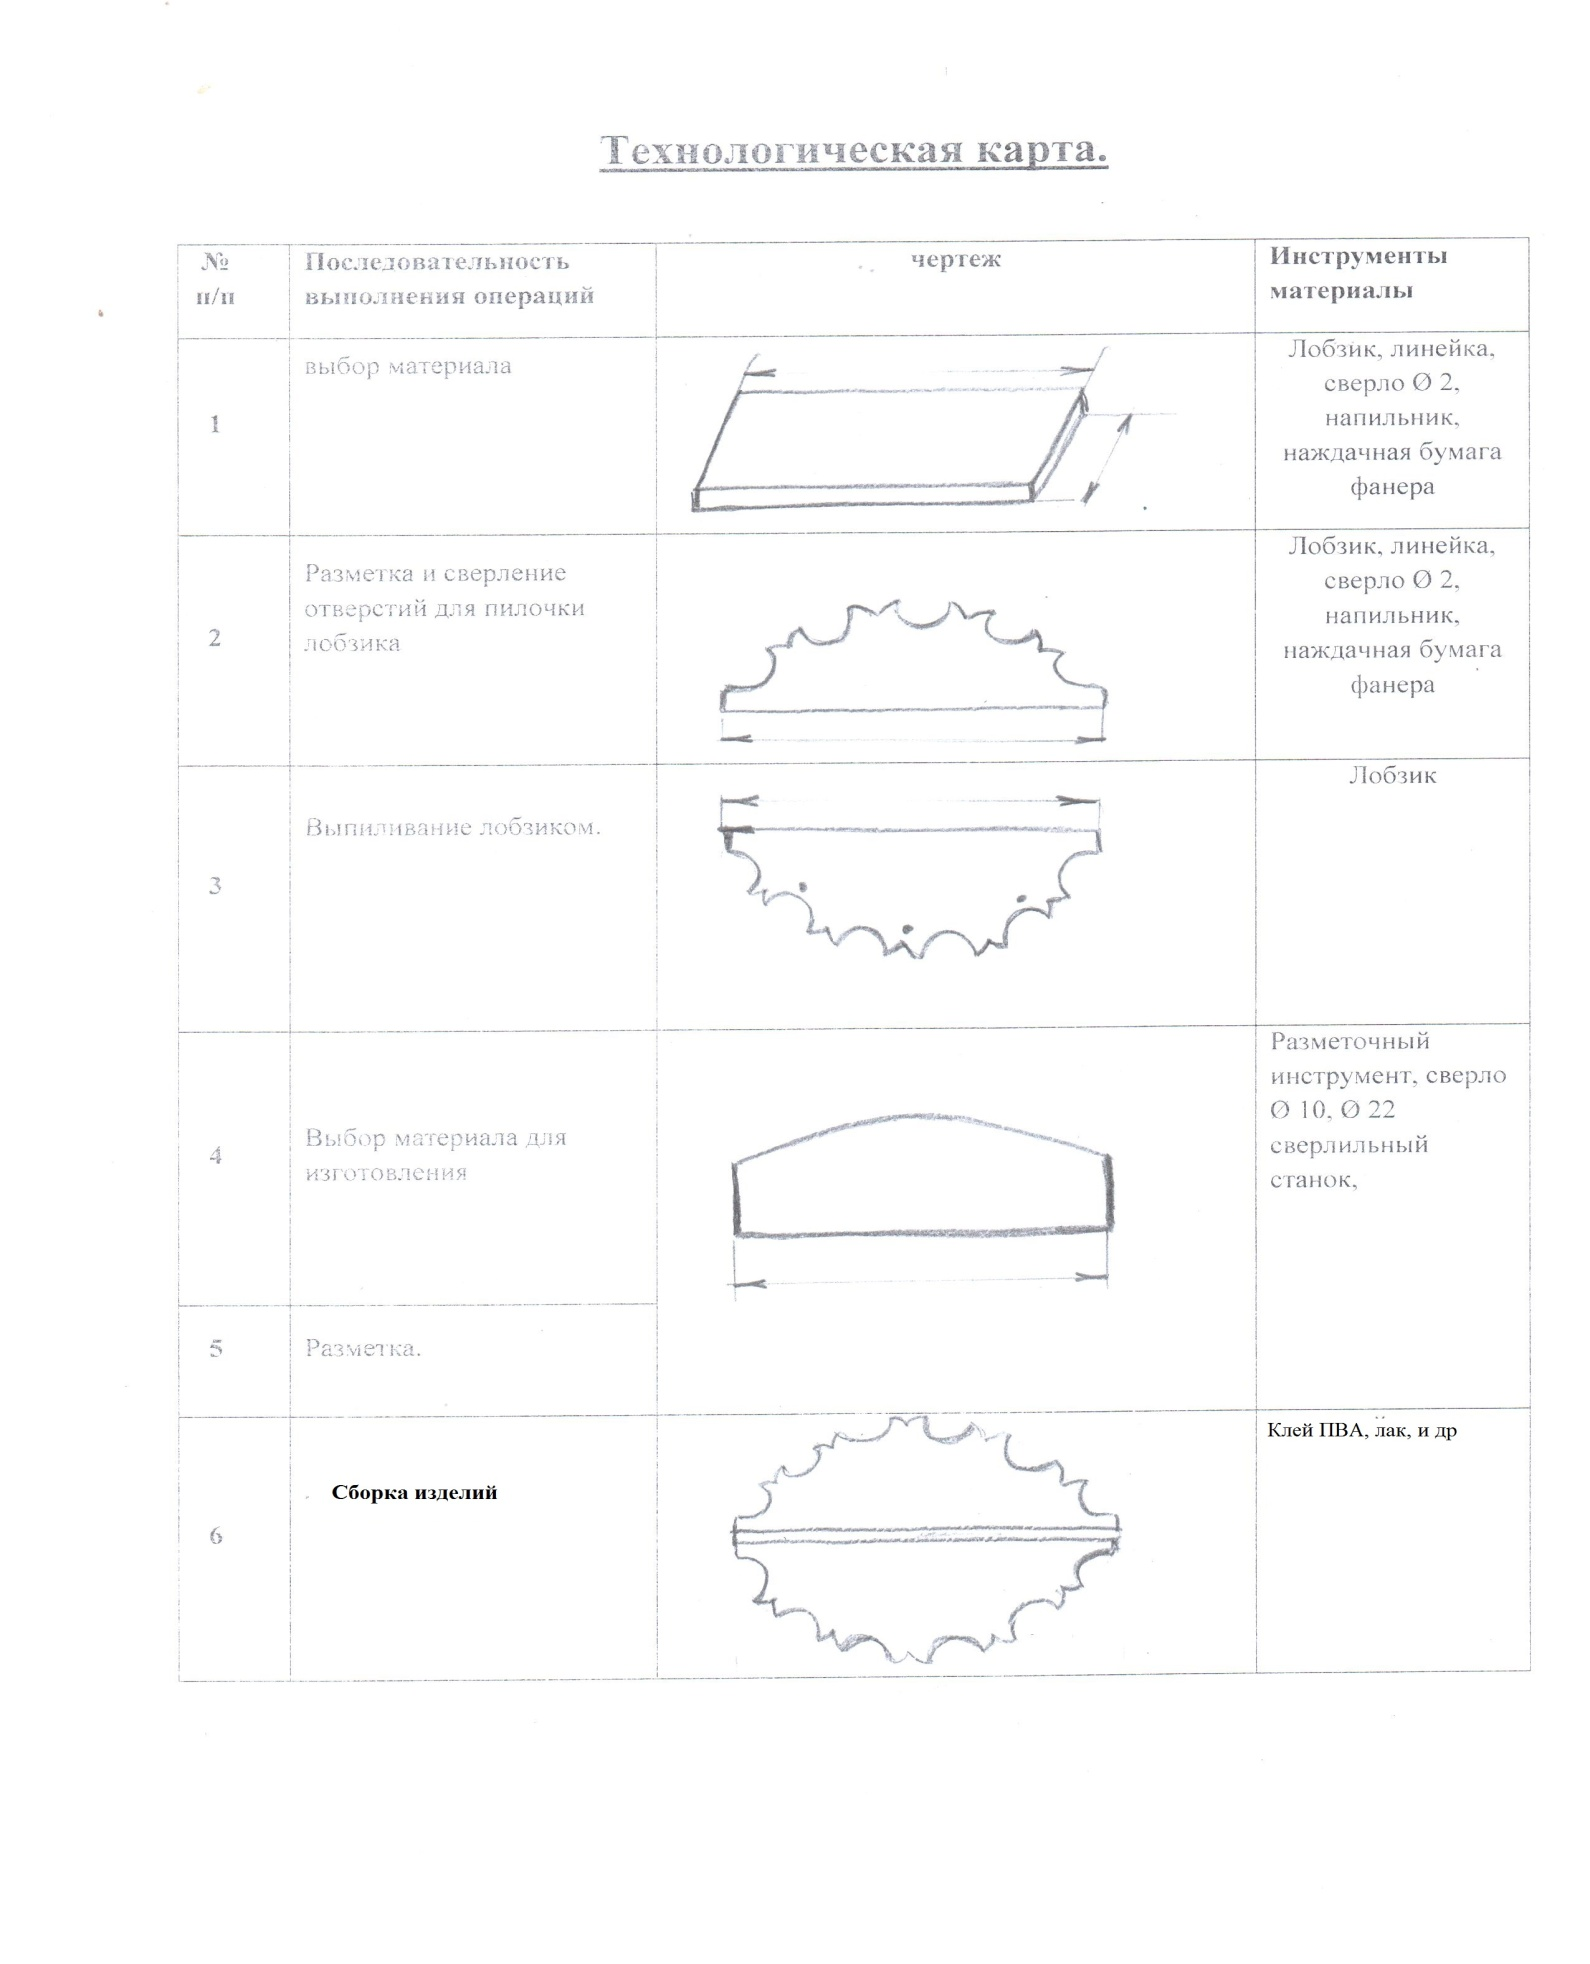 Технологическая карта.
№
п/п
Последовательность
выполнения операций
чертеж
Инструменты
материалы
1
выбор материала
Лобзик, линейка,
сверло Ø 2,
напильник,
наждачная бумага
фанера
2
Разметка и сверление
отверстий для пилочки
лобзика
Лобзик, линейка,
сверло Ø 2,
напильник,
наждачная бумага
фанера
3
Выпиливание лобзиком.
Лобзик
4
Выбор материала для
изготовления
Разметочный
инструмент, сверло
Ø 10, Ø 22
сверлильный
станок,
5
Разметка.
6
Сборка изделий
Клей ПВА, лак, и др